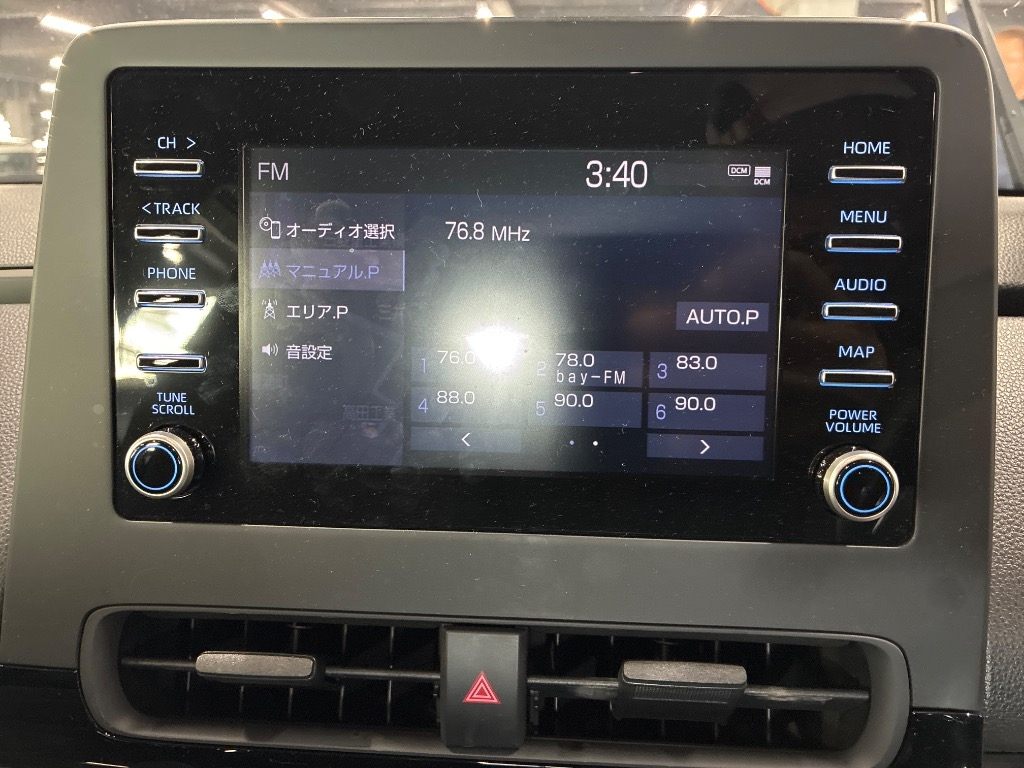 CH >
<TRACK
PHONE
TUNE
SCROLL
FM
3:40
DCM
DCM
オーディオ選択
マニュアル.P
エリア.P
音設定
76.8 MHz
AUTO.P
1 76.0
2 78.0
bay-FM
3 83.0
4 88.0
5 90.0
6 90.0
<
>
HOME
MENU
AUDIO
MAP
POWER
VOLUME